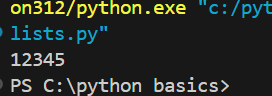 on312/python.exe "c:/pyt
lists.py"
12345
PS C:\python basics>